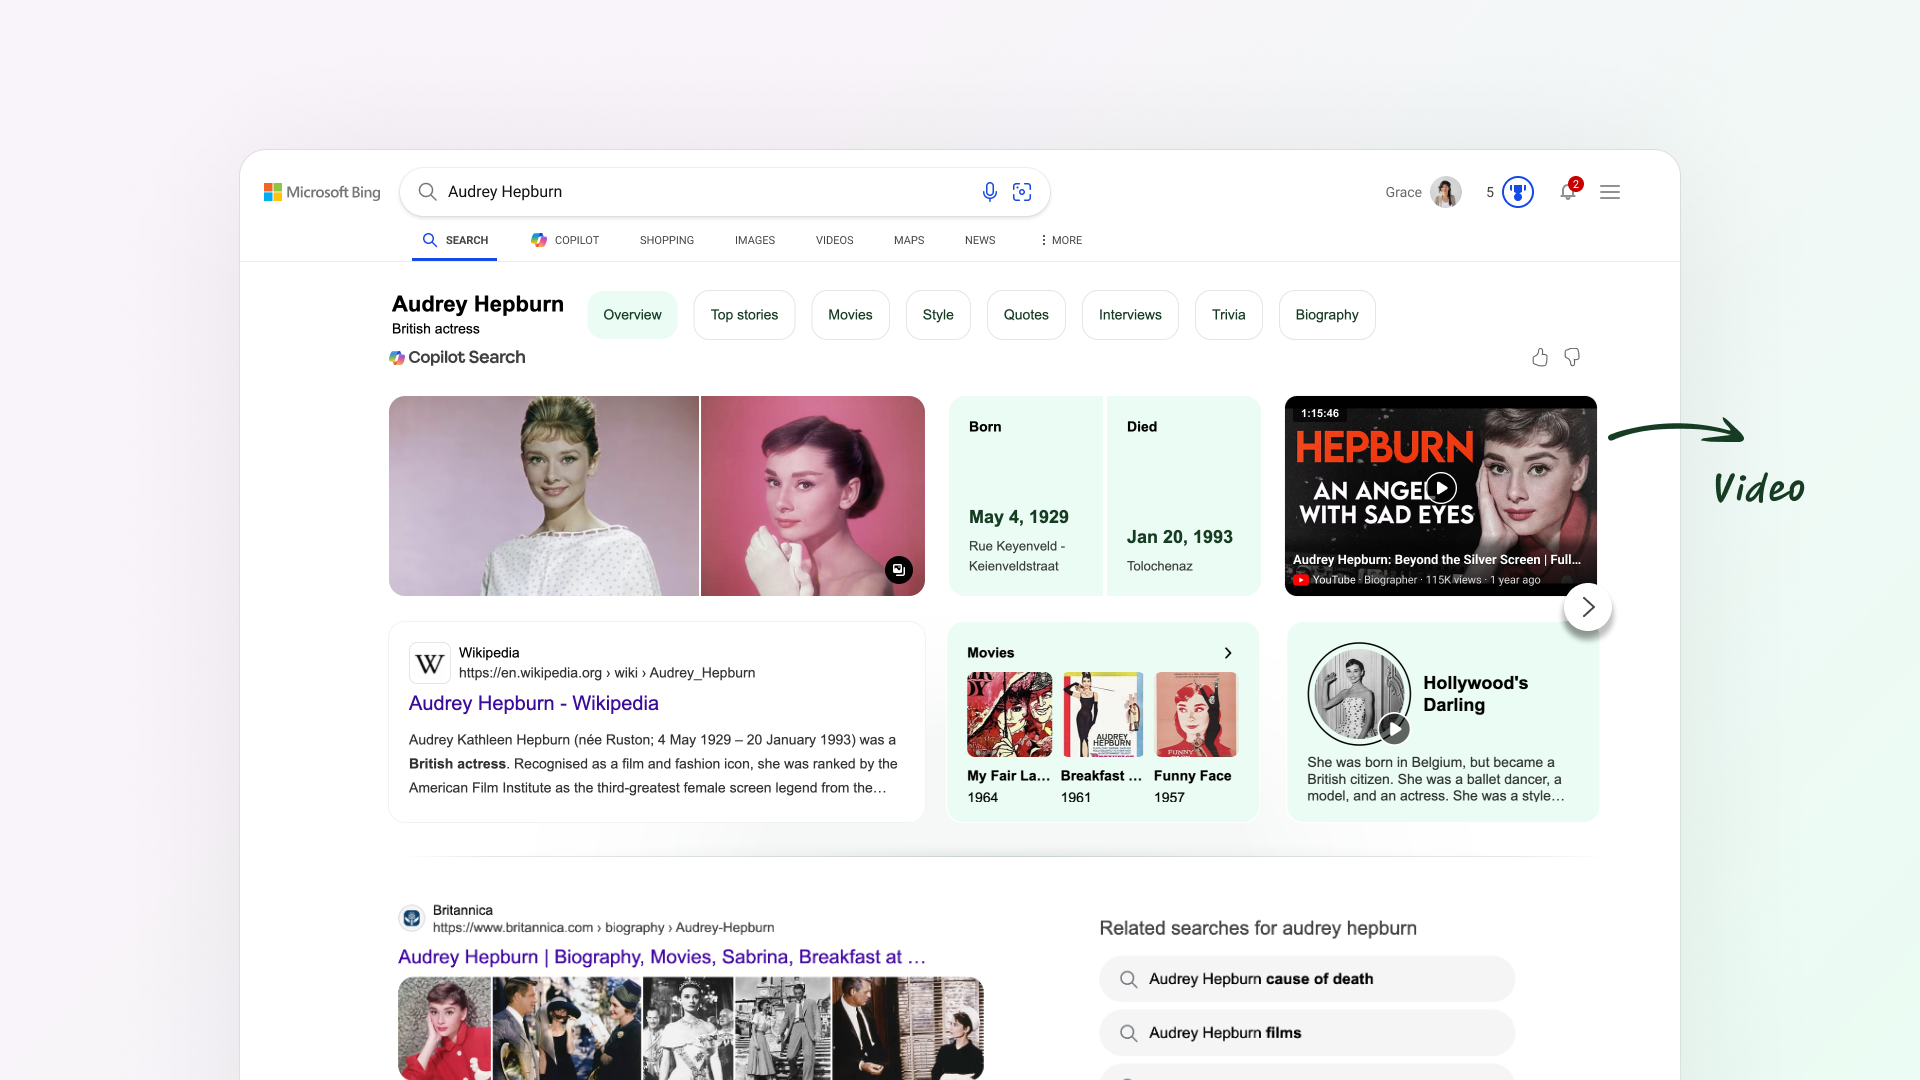 Microsoft Bing
Audrey Hepburn
Grace
5
2
SEARCH
COPILOT
SHOPPING
IMAGES
VIDEOS
MAPS
NEWS
MORE
Audrey Hepburn
British actress
Overview
Top stories
Movies
Style
Quotes
Interviews
Trivia
Biography
Copilot Search
Born
May 4, 1929
Rue Keyenveld -
Keienveldstraat
Died
Jan 20, 1993
Tolochenaz
1:15:46
HEPBURN
AN ANGEL
WITH SAD EYES
Audrey Hepburn: Beyond the Silver Screen | Full...
YouTube · Biographer · 115K views · 1 year ago
Video
W
Wikipedia
https://en.wikipedia.org › wiki › Audrey_Hepburn
Audrey Hepburn - Wikipedia
Audrey Kathleen Hepburn (née Ruston; 4 May 1929 – 20 January 1993) was a
British actress. Recognised as a film and fashion icon, she was ranked by the
American Film Institute as the third-greatest female screen legend from the...
Movies
AUDREY
HEPBURN
FUNNY
My Fair La...
1964
Breakfast ...
1961
Funny Face
1957
Hollywood's
Darling
She was born in Belgium, but became a
British citizen. She was a ballet dancer, a
model, and an actress. She was a style...
Britannica
https://www.britannica.com › biography › Audrey-Hepburn
Audrey Hepburn | Biography, Movies, Sabrina, Breakfast at ...
Related searches for audrey hepburn
Audrey Hepburn cause of death
Audrey Hepburn films